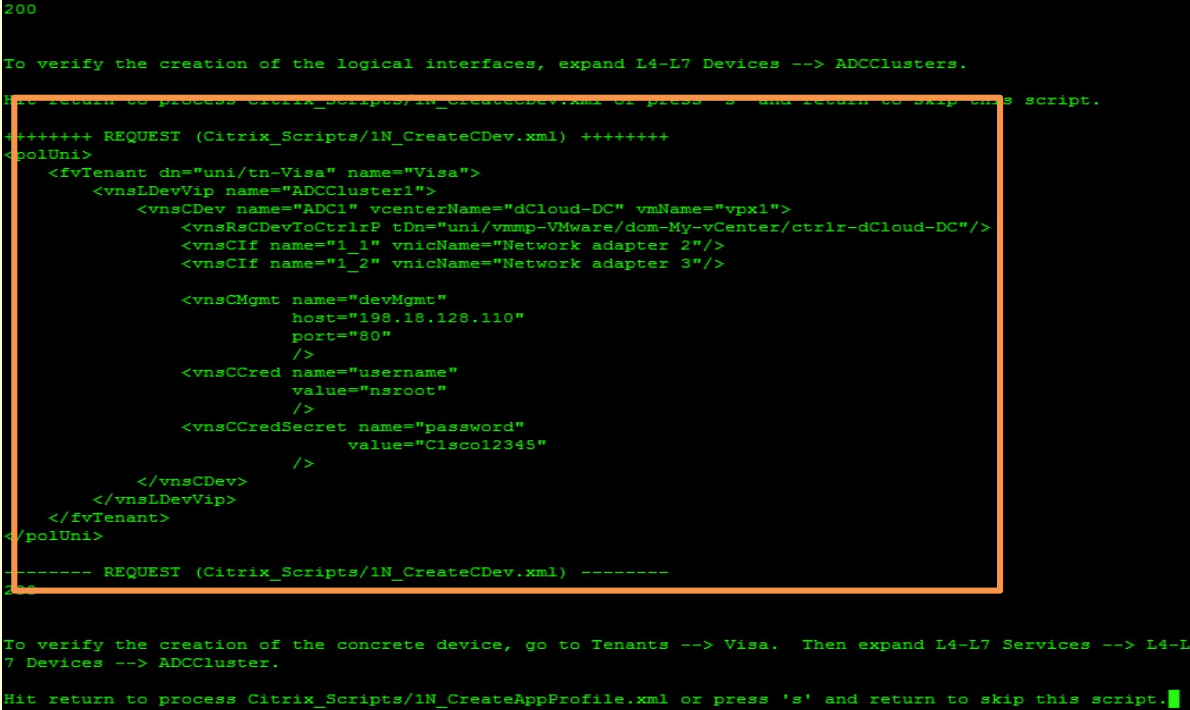 200
To verify the creation of the logical interfaces, expand L4-L7 Devices --> ADCClusters.
Hit return to process Citrix_Scripts/1N_CreateCDev.xml or press 's' and return to skip this script.
++++++++ REQUEST (Citrix_Scripts/1N_CreateCDev.xml) ++++++++
<polUni>
    <fvTenant dn="uni/tn-Visa" name="Visa">
        <vnsLDevVip name="ADCCluster1">
            <vnsCDev name="ADC1" vcenterName="dCloud-DC" vmName="vpx1">
                <vnsRsCDevToCtrlrP tDn="uni/vmmp-VMware/dom-My-vCenter/ctrlr-dCloud-DC"/>
                <vnsCIf name="1_1" vnicName="Network adapter 2"/>
                <vnsCIf name="1_2" vnicName="Network adapter 3"/>
                <vnsCMgmt name="devMgmt"
                          host="198.18.128.110"
                          port="80"
                          />
                <vnsCCred name="username"
                          value="nsroot"
                          />
                <vnsCCredSecret name="password"
                               value="C1sco12345"
                          />
            </vnsCDev>
        </vnsLDevVip>
    </fvTenant>
</polUni>
-------- REQUEST (Citrix_Scripts/1N_CreateCDev.xml) --------
200
To verify the creation of the concrete device, go to Tenants --> Visa.  Then expand L4-L7 Services --> L4-L
7 Devices --> ADCCluster.
Hit return to process Citrix_Scripts/1N_CreateAppProfile.xml or press 's' and return to skip this script.